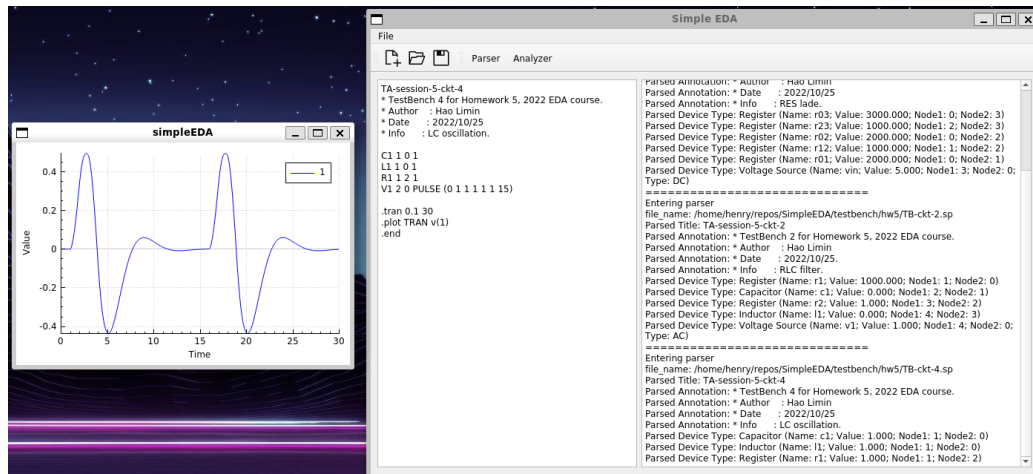 Simple EDA
File
Parser Analyzer
simpleEDA
1
0.4
0.2
0
-0.2
-0.4
Value
0 5 10 15 20 25 30
Time
TA-session-5-ckt-4
* TestBench 4 for Homework 5, 2022 EDA course.
* Author : Hao Limin
* Date : 2022/10/25
* Info : LC oscillation.
C1 1 0 1
L1 1 0 1
R1 1 2 1
V1 2 0 PULSE (0 1 1 1 1 1 15)
.tran 0.1 30
.plot TRAN v(1)
.end
Parsed Annotation: * Author : Hao Limin
Parsed Annotation: * Date : 2022/10/25
Parsed Annotation: * Info : RES lade.
Parsed Device Type: Register (Name: r03; Value: 3000.000; Node1: 0; Node2: 3)
Parsed Device Type: Register (Name: r23; Value: 1000.000; Node1: 2; Node2: 3)
Parsed Device Type: Register (Name: r02; Value: 2000.000; Node1: 0; Node2: 2)
Parsed Device Type: Register (Name: r12; Value: 1000.000; Node1: 1; Node2: 2)
Parsed Device Type: Register (Name: r01; Value: 2000.000; Node1: 0; Node2: 1)
Parsed Device Type: Voltage Source (Name: vin; Value: 5.000; Node1: 3; Node2: 0;
Type: DC)
===============================
Entering parser
file_name: /home/henry/repos/SimpleEDA/testbench/hw5/TB-ckt-2.sp
Parsed Title: TA-session-5-ckt-2
Parsed Annotation: * TestBench 2 for Homework 5, 2022 EDA course.
Parsed Annotation: * Author : Hao Limin
Parsed Annotation: * Date : 2022/10/25.
Parsed Annotation: * Info : RLC filter.
Parsed Device Type: Register (Name: r1; Value: 1000.000; Node1: 1; Node2: 0)
Parsed Device Type: Capacitor (Name: c1; Value: 0.000; Node1: 2; Node2: 1)
Parsed Device Type: Register (Name: r2; Value: 1.000; Node1: 3; Node2: 2)
Parsed Device Type: Inductor (Name: l1; Value: 0.000; Node1: 4; Node2: 3)
Parsed Device Type: Voltage Source (Name: v1; Value: 1.000; Node1: 4; Node2: 0;
Type: AC)
===============================
Entering parser
file_name: /home/henry/repos/SimpleEDA/testbench/hw5/TB-ckt-4.sp
Parsed Title: TA-session-5-ckt-4
Parsed Annotation: * TestBench 4 for Homework 5, 2022 EDA course.
Parsed Annotation: * Author : Hao Limin
Parsed Annotation: * Date : 2022/10/25
Parsed Annotation: * Info : LC oscillation.
Parsed Device Type: Capacitor (Name: c1; Value: 1.000; Node1: 1; Node2: 0)
Parsed Device Type: Inductor (Name: l1; Value: 1.000; Node1: 1; Node2: 0)
Parsed Device Type: Register (Name: r1; Value: 1.000; Node1: 1; Node2: 2)